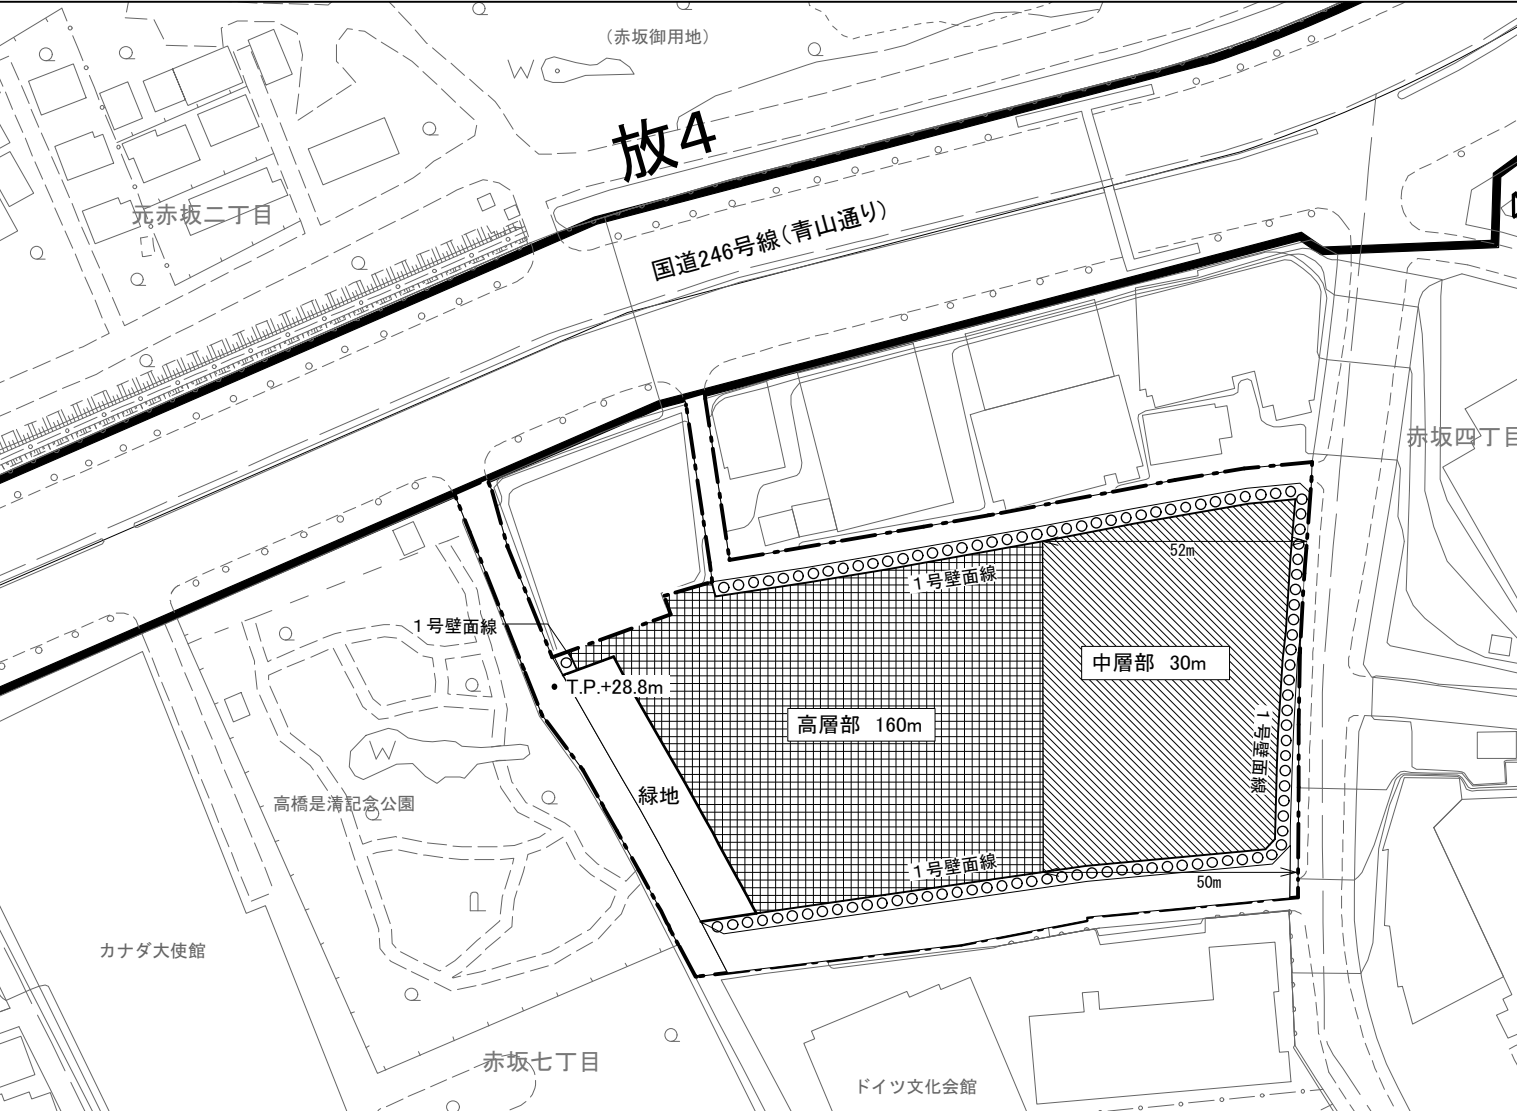 (赤坂御用地)
放4
元赤坂二丁目
国道246号線(青山通り)
赤坂四丁目
52m
1号壁面線
1号壁面線
中層部 30m
T.P.+28.8m
高層部 160m
1号壁面線
緑地
高橋是清記念公園
1号壁面線
50m
カナダ大使館
赤坂七丁目
ドイツ文化会館